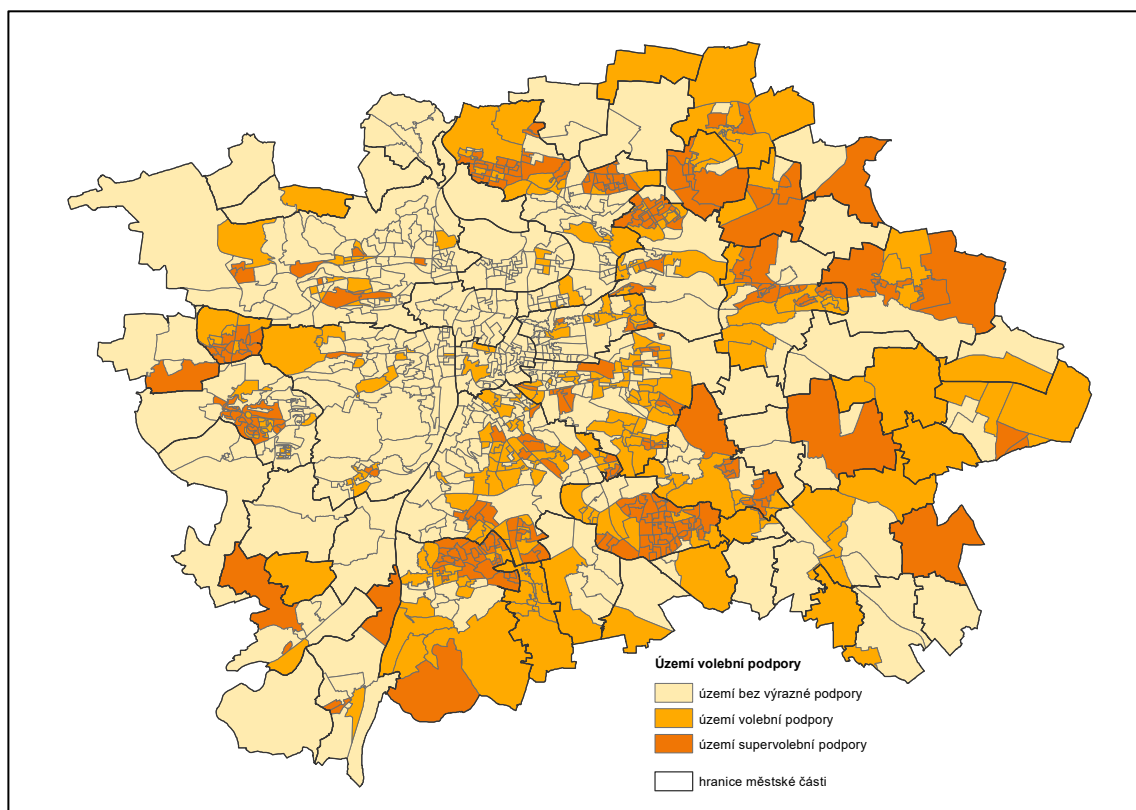 Území volební podpory
území bez výrazné podpory
území volební podpory
území supervolební podpory
hranice městské části